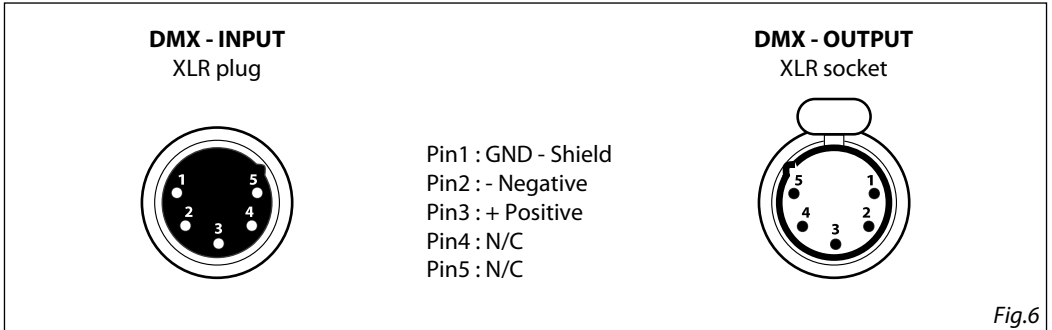 DMX - INPUT
XLR plug
1
5
2
4
3
Pin1 : GND - Shield
Pin2 : - Negative
Pin3 : + Positive
Pin4 : N/C
Pin5 : N/C
DMX - OUTPUT
XLR socket
5
1
4
2
3
Fig.6